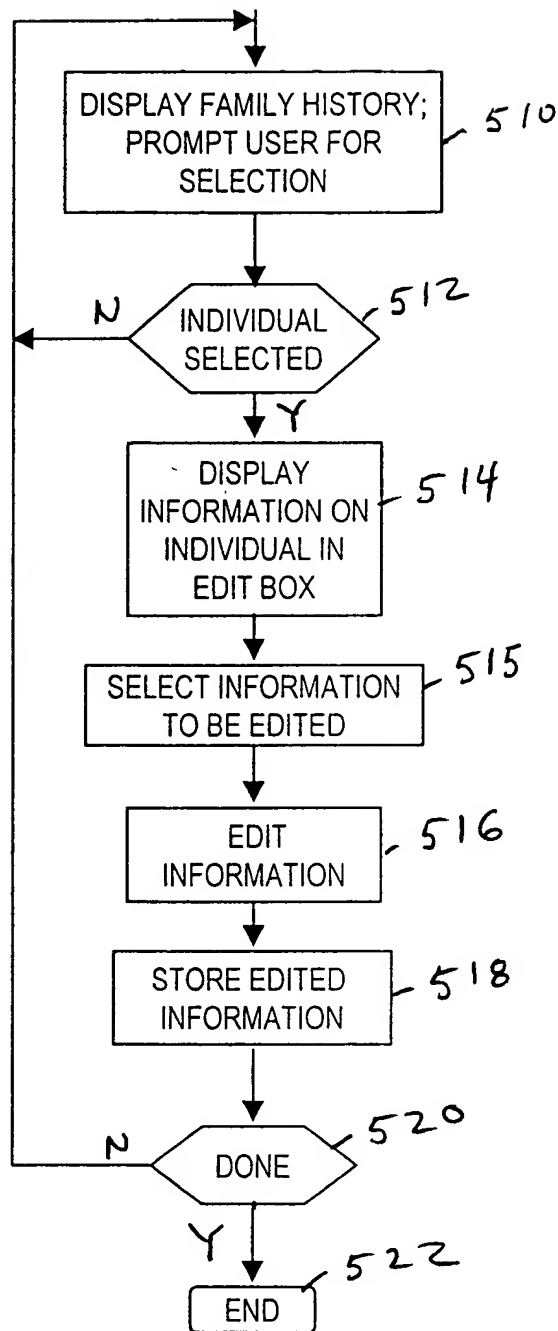 DISPLAY FAMILY HISTORY;
PROMPT USER FOR
SELECTION
510
INDIVIDUAL
SELECTED
512
N
Y
DISPLAY
INFORMATION ON
INDIVIDUAL IN
EDIT BOX
514
SELECT INFORMATION
TO BE EDITED
515
EDIT
INFORMATION
516
STORE EDITED
INFORMATION
518
DONE
520
N
Y
END
522